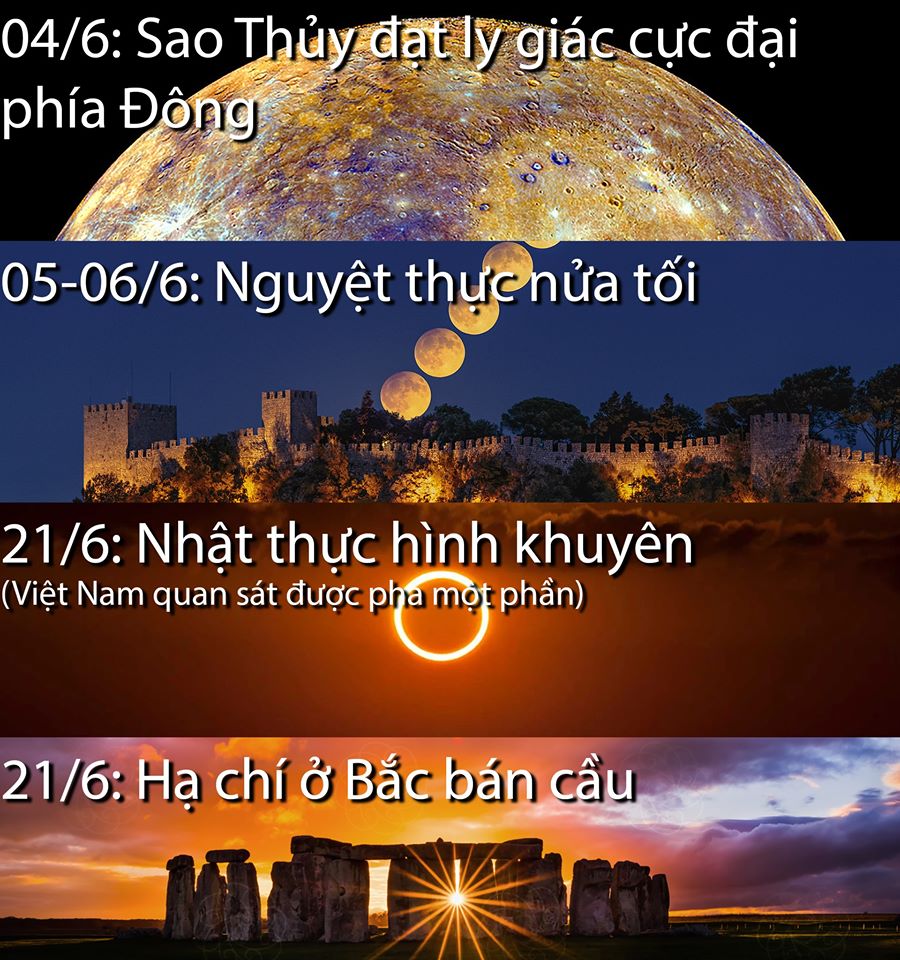 04/6: Sao Thủy đạt ly giác cực đại
phía Đông
05-06/6: Nguyệt thực nửa tối
21/6: Nhật thực hình khuyên
(Việt Nam quan sát được pha một phần)
21/6: Hạ chí ở Bắc bán cầu